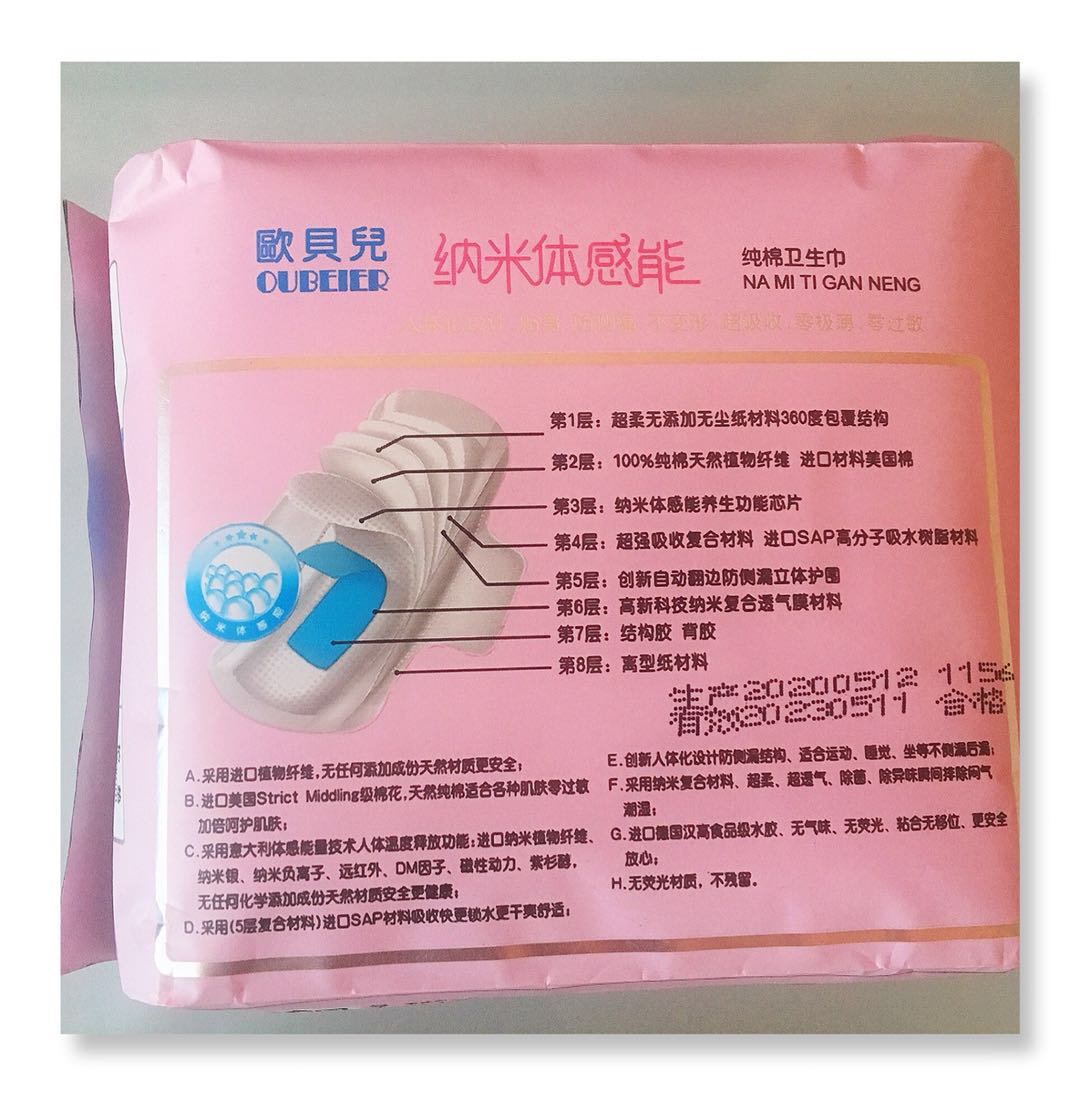 歐貝兒
OUBEIER
纳米体感能
纯棉卫生巾
NA MI TI GAN NENG
防侧漏 不变形 超吸收 零极薄 零过敏
第1层：超柔无添加无尘纸材料360度包覆结构
第2层：100%纯棉天然植物纤维 进口材料美国棉
第3层：纳米体感能养生功能芯片
第4层：超强吸收复合材料 进口SAP高分子吸水树脂材料
第5层：创新自动翻边防侧漏立体护围
第6层：高新科技纳米复合透气膜材料
第7层：结构胶 背胶
第8层：离型纸材料
纳米体感能
生产20200512 1156
有效20230511 合格
A.采用进口植物纤维,无任何添加成份天然材质更安全；
B.进口美国Strict Middling级棉花,天然纯棉适合各种肌肤零过敏
加倍呵护肌肤；
C.采用意大利体感能量技术人体温度释放功能：进口纳米植物纤维、
纳米银、纳米负离子、远红外、DM因子、磁性动力、紫杉醇，
无任何化学添加成份天然材质安全更健康；
D.采用(5层复合材料)进口SAP材料吸收快更锁水更干爽舒适；
E.创新人体化设计防侧漏结构、适合运动、睡觉、坐等不侧漏后漏；
F.采用纳米复合材料、超柔、超透气、除菌、除异味瞬间排除闷气
潮湿；
G.进口德国汉高食品级水胶、无气味、无荧光、粘合无移位、更安全
放心；
H.无荧光材质，不残留。